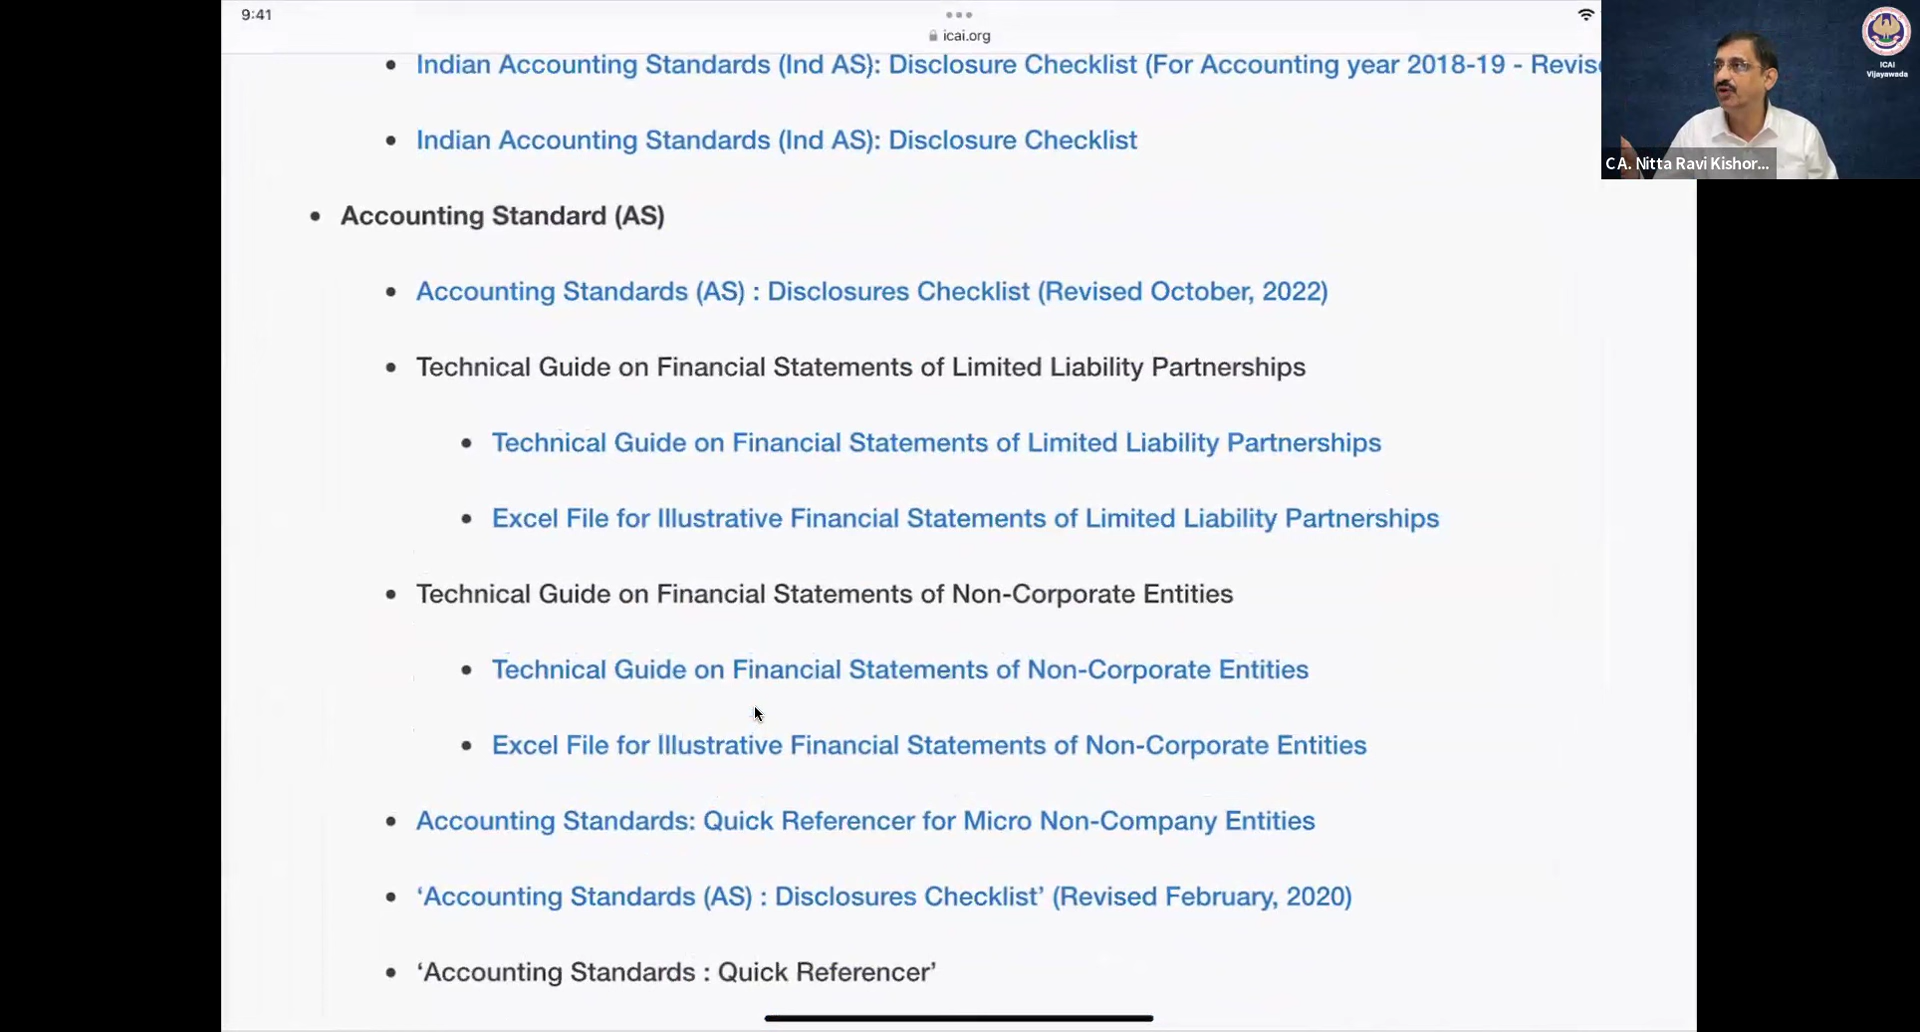 9:41
icai.org
Indian Accounting Standards (Ind AS): Disclosure Checklist (For Accounting year 2018-19 -
ICAI
Vijayawada
Indian Accounting Standards (Ind AS): Disclosure Checklist
CA. Nitta Ravi Kishor...
Accounting Standard (AS)
Accounting Standards (AS) : Disclosures Checklist (Revised October, 2022)
Technical Guide on Financial Statements of Limited Liability Partnerships
Technical Guide on Financial Statements of Limited Liability Partnerships
Excel File for Illustrative Financial Statements of Limited Liability Partnerships
Technical Guide on Financial Statements of Non-Corporate Entities
Technical Guide on Financial Statements of Non-Corporate Entities
Excel File for Illustrative Financial Statements of Non-Corporate Entities
Accounting Standards: Quick Referencer for Micro Non-Company Entities
‘Accounting Standards (AS) : Disclosures Checklist’ (Revised February, 2020)
‘Accounting Standards : Quick Referencer’